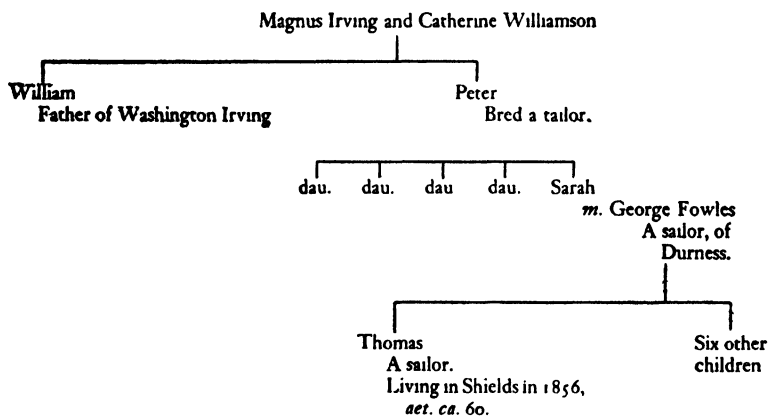 Magnus Irving and Catherine Williamson
William
Father of Washington Irving
Peter
Bred a tailor.
dau. dau. dau dau. Sarah
m. George Fowles
A sailor, of
Durness.
Thomas
A sailor.
Living in Shields in 1856,
aet. ca. 60.
Six other
children